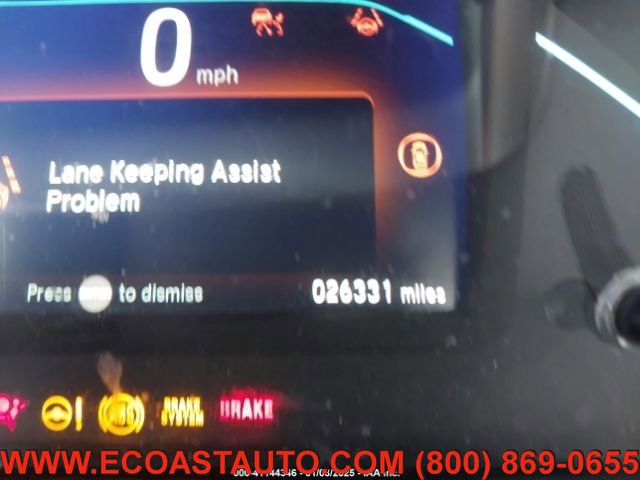 0 mph
Lane Keeping Assist
Problem
Press to dismiss
026331 miles
ABS
BRAKE
SYSTEM
BRAKE
WWW.ECOASTAUTO.COM (800) 869-0655